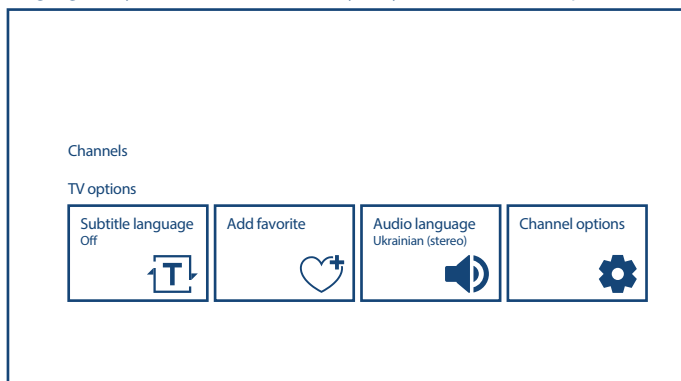 Channels
TV options
Subtitle language
Off
T
Add favorite
Audio language
Ukrainian (stereo)
Channel options